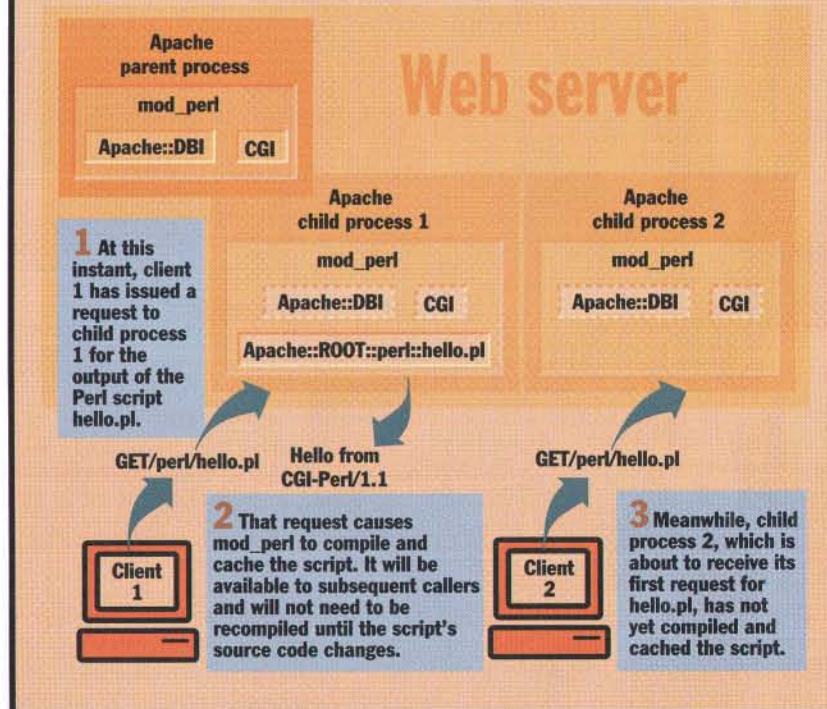 Web server
Apache
parent process
mod_perl
Apache::DBI
CGI
Apache
child process 1
mod_perl
Apache::DBI
CGI
Apache::ROOT::perl::hello.pl
Apache
child process 2
mod_perl
Apache::DBI
CGI
1 At this
instant, client
1 has issued a
request to
child process
1 for the
output of the
Perl script
hello.pl.
GET/perl/hello.pl
Hello from
CGI-Perl/1.1
GET/perl/hello.pl
Client
1
2 That request causes
mod_perl to compile and
cache the script. It will be
available to subsequent callers
and will not need to be
recompiled until the script's
source code changes.
Client
2
3 Meanwhile, child
process 2, which is
about to receive its
first request for
hello.pl, has not
yet compiled and
cached the script.